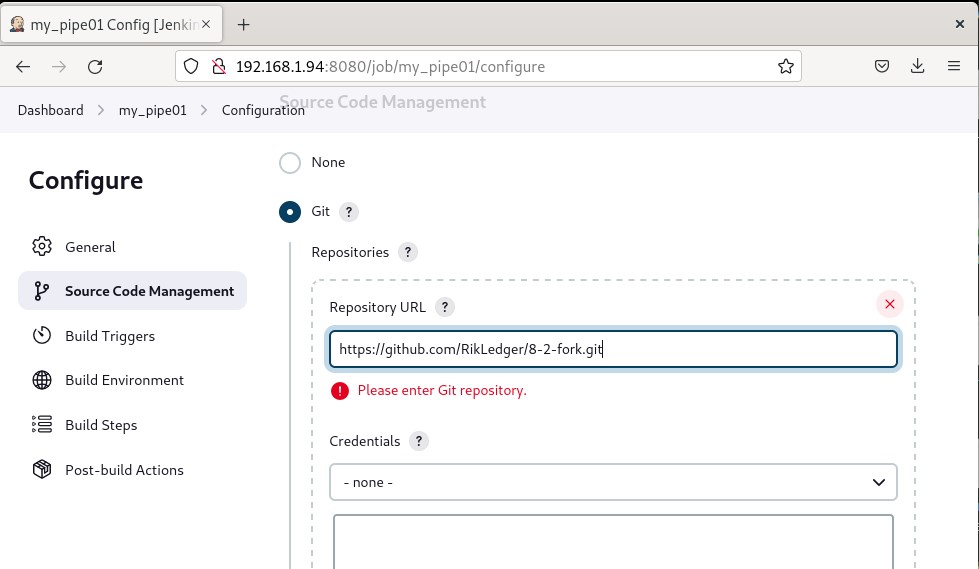 my_pipe01 Config [Jenkin
192.168.1.94:8080/job/my_pipe01/configure
Source Code Management
Dashboard my_pipe01 Configuration
Configure
General
Source Code Management
Build Triggers
Build Environment
Build Steps
Post-build Actions
None
Git ?
Repositories ?
Repository URL ?
https://github.com/RikLedger/8-2-fork.git
! Please enter Git repository.
Credentials ?
- none -